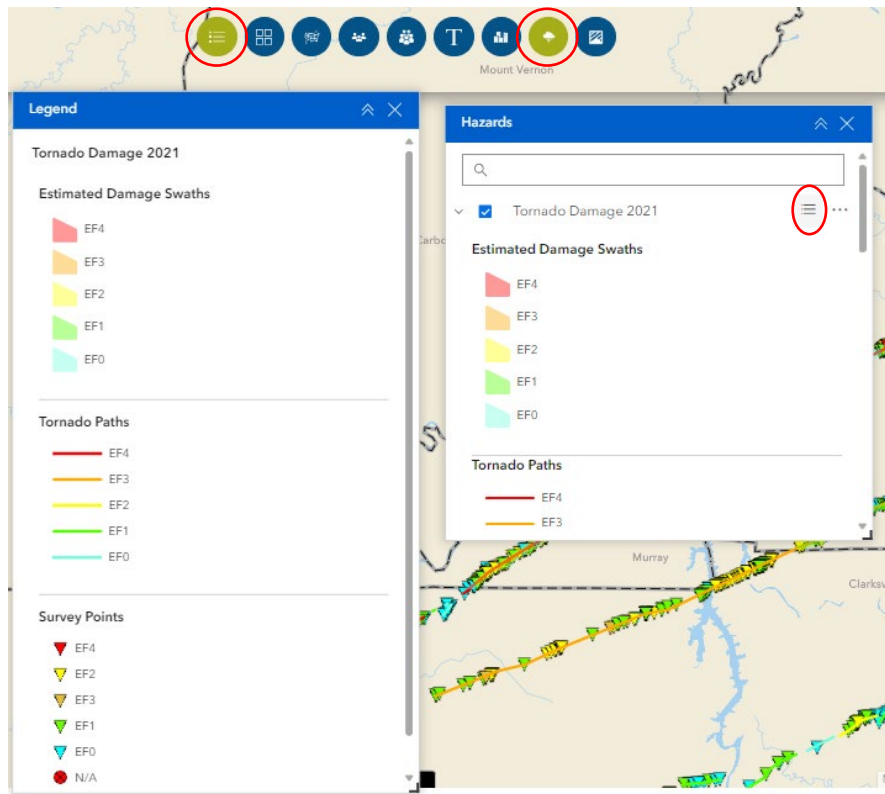 T
Mount Vernon
Legend
Tornado Damage 2021
Estimated Damage Swaths
EF4
EF3
EF2
EF1
EF0
Tornado Paths
EF4
EF3
EF2
EF1
EF0
Survey Points
EF4
EF2
EF3
EF1
EF0
N/A
Hazards
Tornado Damage 2021
Estimated Damage Swaths
EF4
EF3
EF2
EF1
EF0
Tornado Paths
EF4
EF3
Carbo
Murray
Clarksv